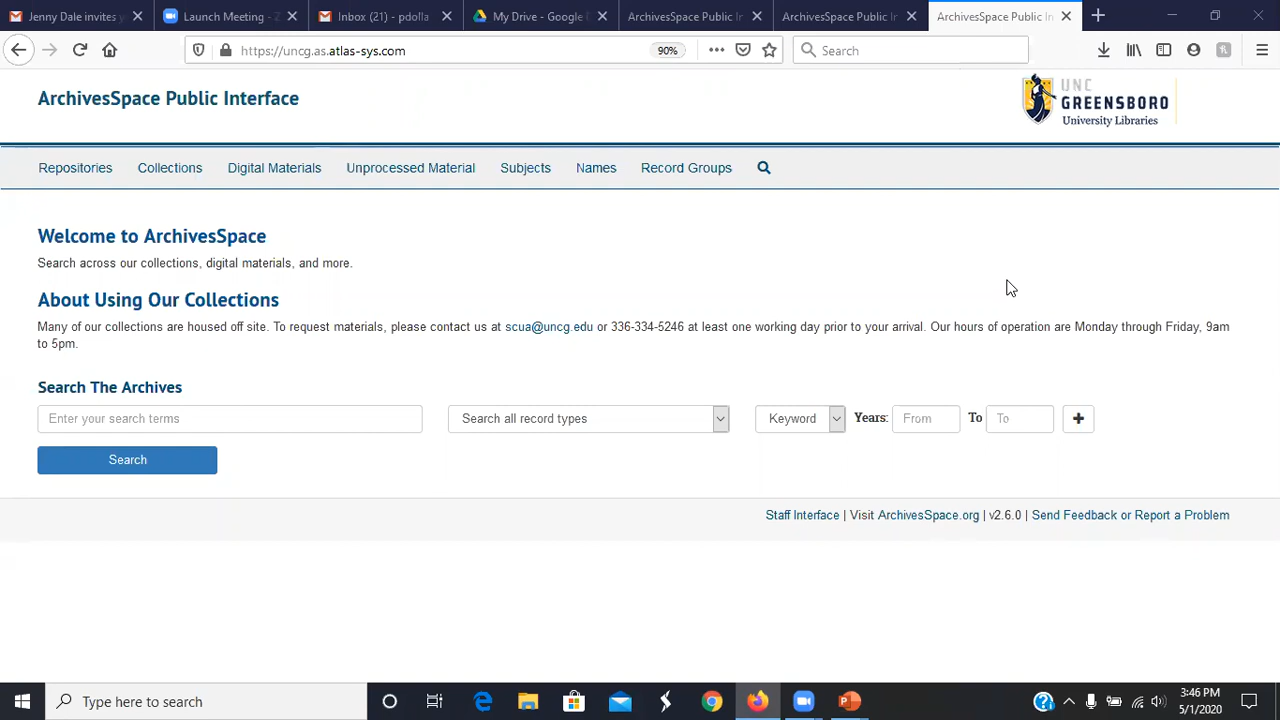 Jenny Dale invites y
Launch Meeting - Z
Inbox (21) - pdolla
My Drive - Google D
ArchivesSpace Public In
ArchivesSpace Public In
ArchivesSpace Public In
https://uncg.as.atlas-sys.com
90%
Search
ArchivesSpace Public Interface
UNC
GREENSBORO
University Libraries
Repositories Collections Digital Materials Unprocessed Material Subjects Names Record Groups
Welcome to ArchivesSpace
Search across our collections, digital materials, and more.
About Using Our Collections
Many of our collections are housed off site. To request materials, please contact us at scua@uncg.edu or 336-334-5246 at least one working day prior to your arrival. Our hours of operation are Monday through Friday, 9am
to 5pm.
Search The Archives
Enter your search terms Search all record types Keyword Years: From To To
Search
Staff Interface | Visit ArchivesSpace.org | v2.6.0 | Send Feedback or Report a Problem
Type here to search
3:46 PM
5/1/2020